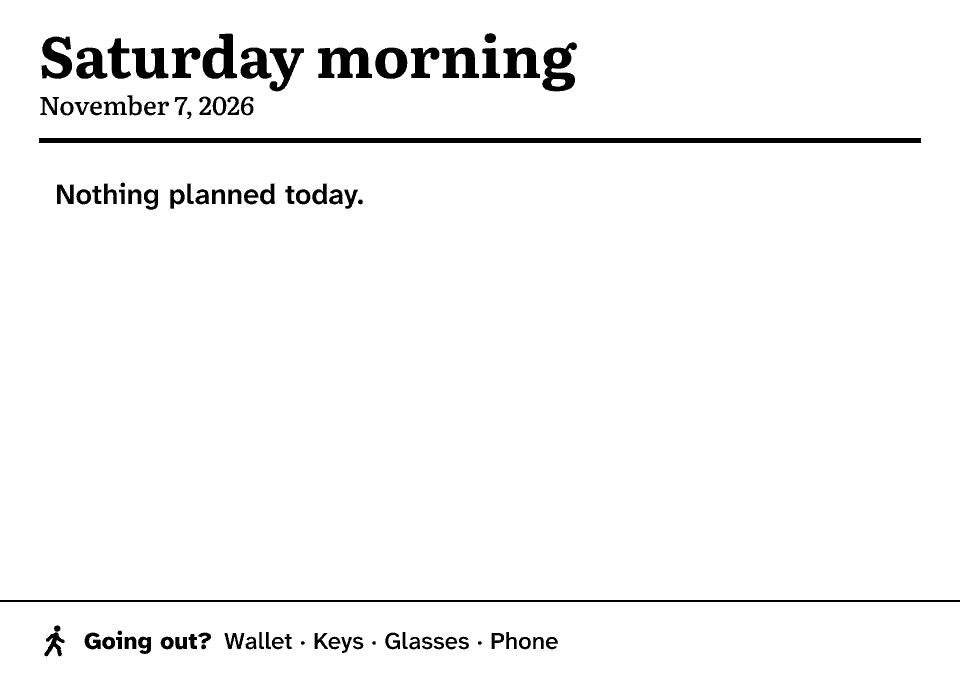 Saturday morning
November 7, 2026
Nothing planned today.
Going out? Wallet · Keys · Glasses · Phone